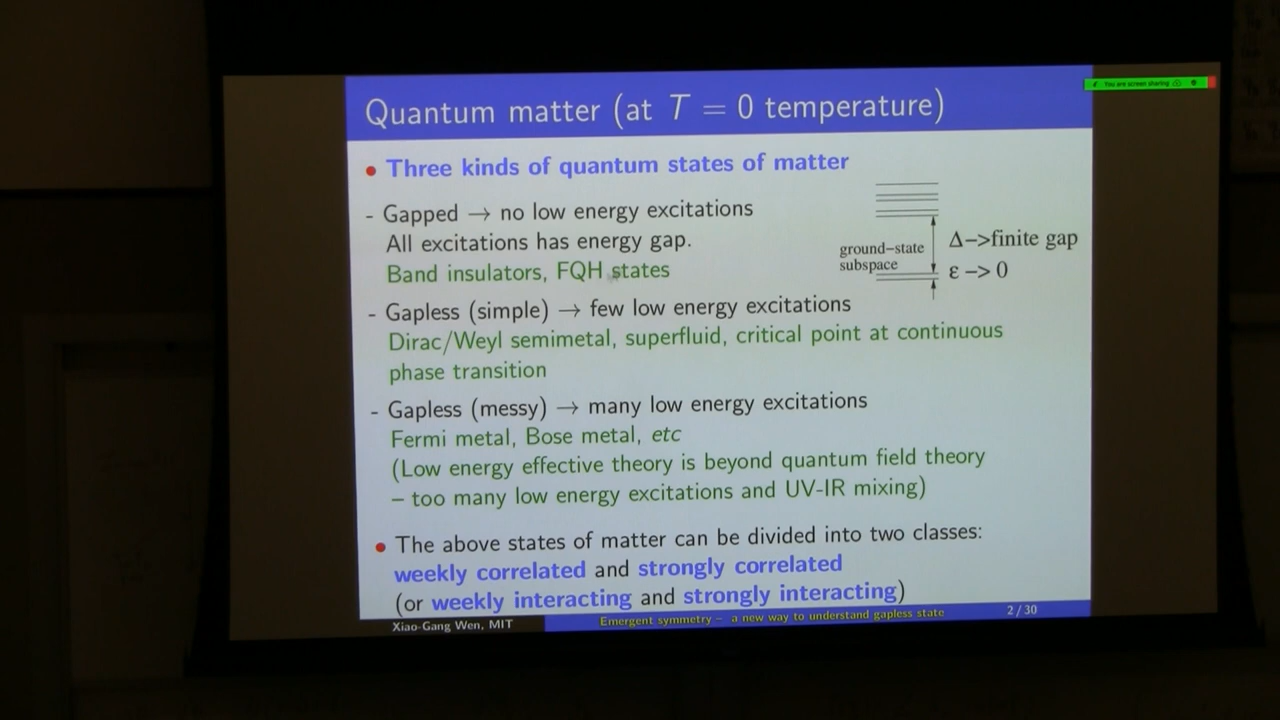 Quantum matter (at T = 0 temperature)
You are screen sharing
• Three kinds of quantum states of matter
- Gapped → no low energy excitations
All excitations has energy gap.
Band insulators, FQH states
ground–state
subspace
Δ–>finite gap
ε –> 0
- Gapless (simple) → few low energy excitations
Dirac/Weyl semimetal, superfluid, critical point at continuous
phase transition
- Gapless (messy) → many low energy excitations
Fermi metal, Bose metal, etc
(Low energy effective theory is beyond quantum field theory
– too many low energy excitations and UV-IR mixing)
• The above states of matter can be divided into two classes:
weekly correlated and strongly correlated
(or weekly interacting and strongly interacting)
Xiao-Gang Wen, MIT
Emergent symmetry – a new way to understand gapless state
2 / 30